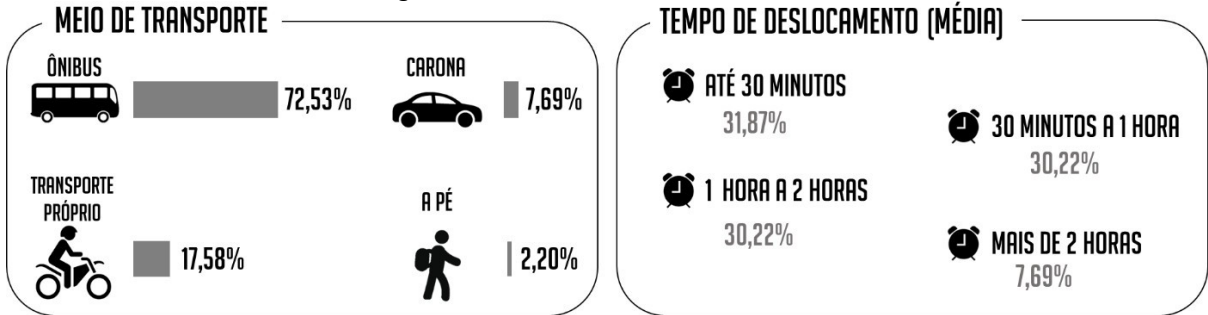 MEIO DE TRANSPORTE
ÔNIBUS
72,53%
CARONA
7,69%
TRANSPORTE
PRÓPRIO
17,58%
A PÉ
2,20%
TEMPO DE DESLOCAMENTO (MÉDIA)
ATÉ 30 MINUTOS
31,87%
30 MINUTOS A 1 HORA
30,22%
1 HORA A 2 HORAS
30,22%
MAIS DE 2 HORAS
7,69%